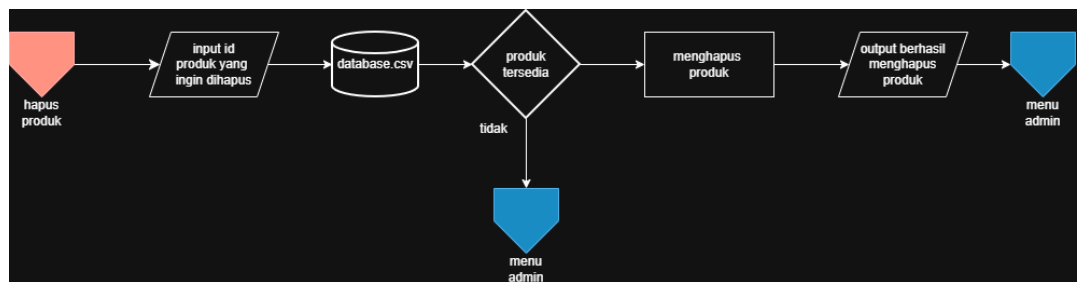 hapus
produk
input id
produk yang
ingin dihapus
database.csv
produk
tersedia
tidak
menu
admin
menghapus
produk
output berhasil
menghapus
produk
menu
admin